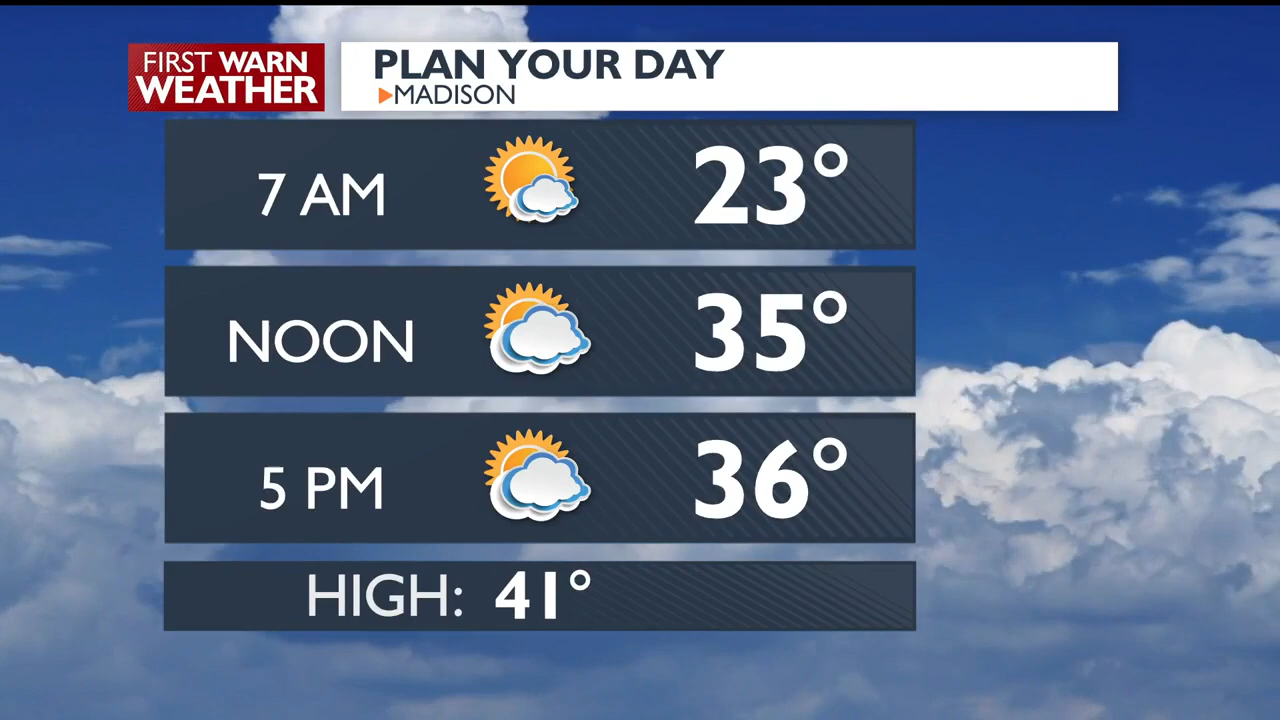 FIRST WARN
WEATHER
PLAN YOUR DAY
MADISON
7 AM 23°
NOON 35°
5 PM 36°
HIGH: 41°